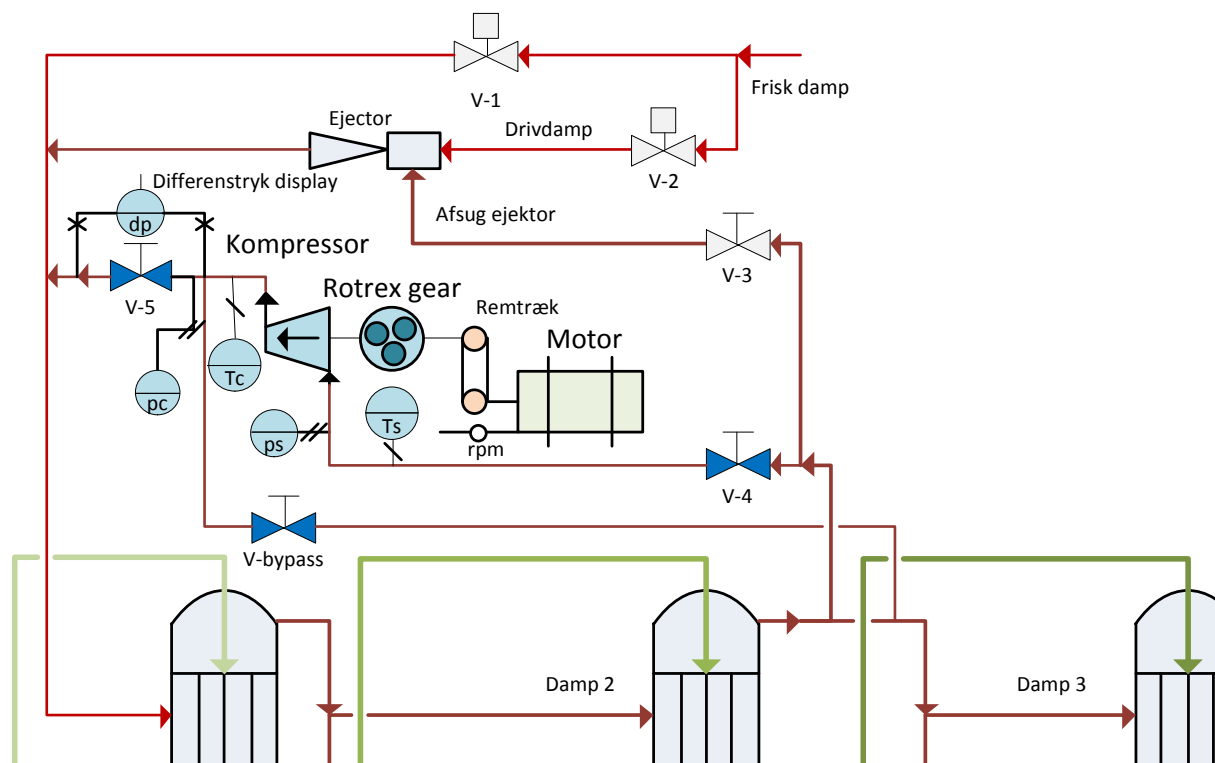 V-1
Frisk damp
Ejector
Drivdamp
V-2
Differenstryk display
dp
Afsug ejektor
Kompressor
V-3
V-5
Rotrex gear
Remtræk
Motor
Tc
pc
Ts
ps
rpm
V-4
V-bypass
Damp 2
Damp 3